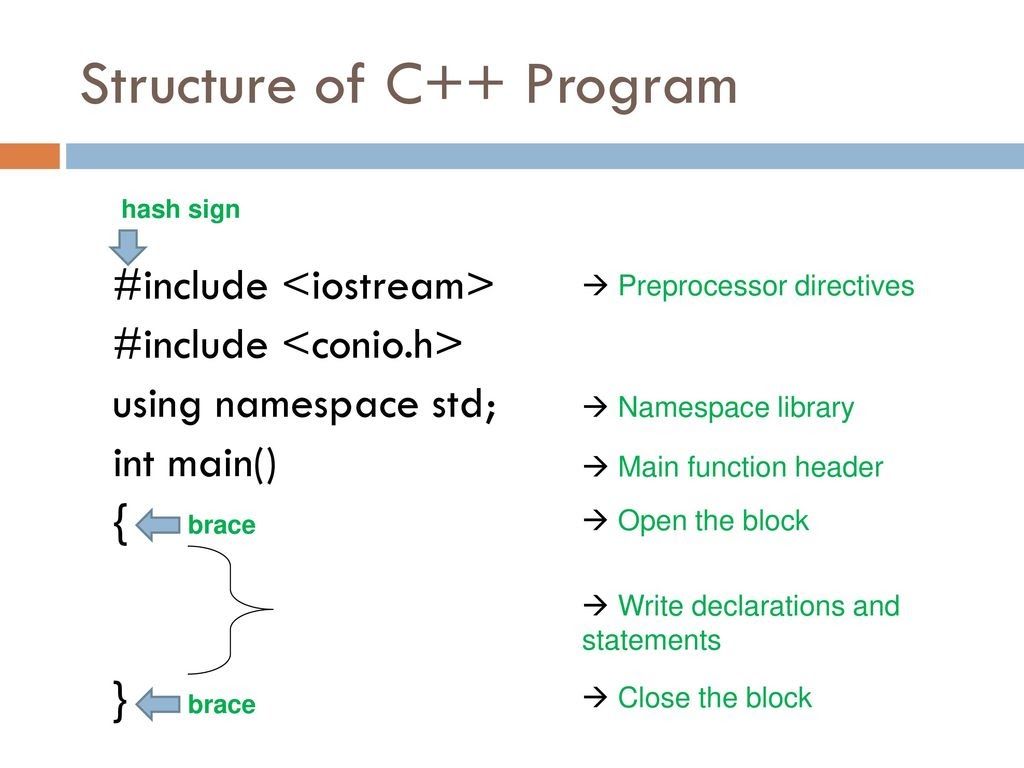 Structure of C++ Program
hash sign
#include <iostream> → Preprocessor directives
#include <conio.h>
using namespace std; → Namespace library
int main() → Main function header
{ brace → Open the block
→ Write declarations and
statements
} brace → Close the block